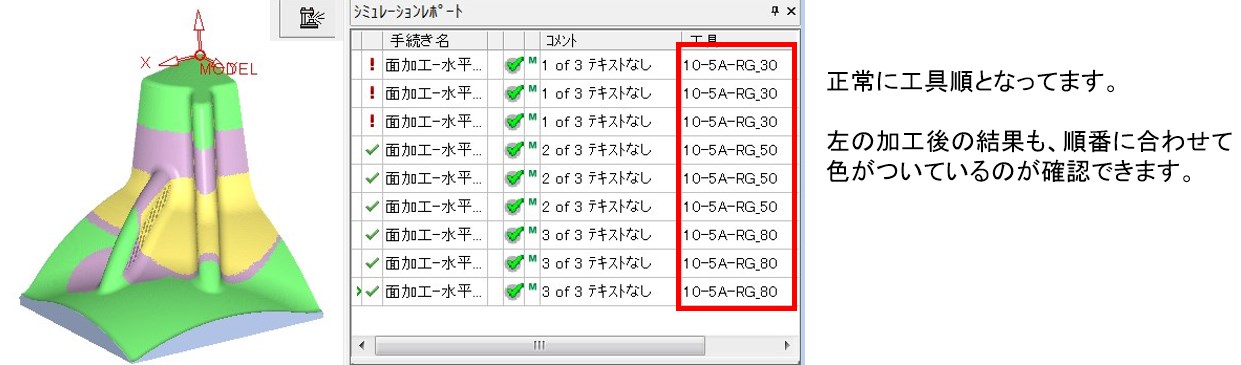 X
MODEL
シミュレーションレポート
手続き名 コメント 工具
面加工-水平... M 1 of 3 テキストなし 10-5A-RG_30
面加工-水平... M 1 of 3 テキストなし 10-5A-RG_30
面加工-水平... M 1 of 3 テキストなし 10-5A-RG_30
面加工-水平... M 2 of 3 テキストなし 10-5A-RG_50
面加工-水平... M 2 of 3 テキストなし 10-5A-RG_50
面加工-水平... M 2 of 3 テキストなし 10-5A-RG_50
面加工-水平... M 3 of 3 テキストなし 10-5A-RG_80
面加工-水平... M 3 of 3 テキストなし 10-5A-RG_80
面加工-水平... M 3 of 3 テキストなし 10-5A-RG_80
正常に工具順となってます。
左の加工後の結果も、順番に合わせて
色がついているのが確認できます。